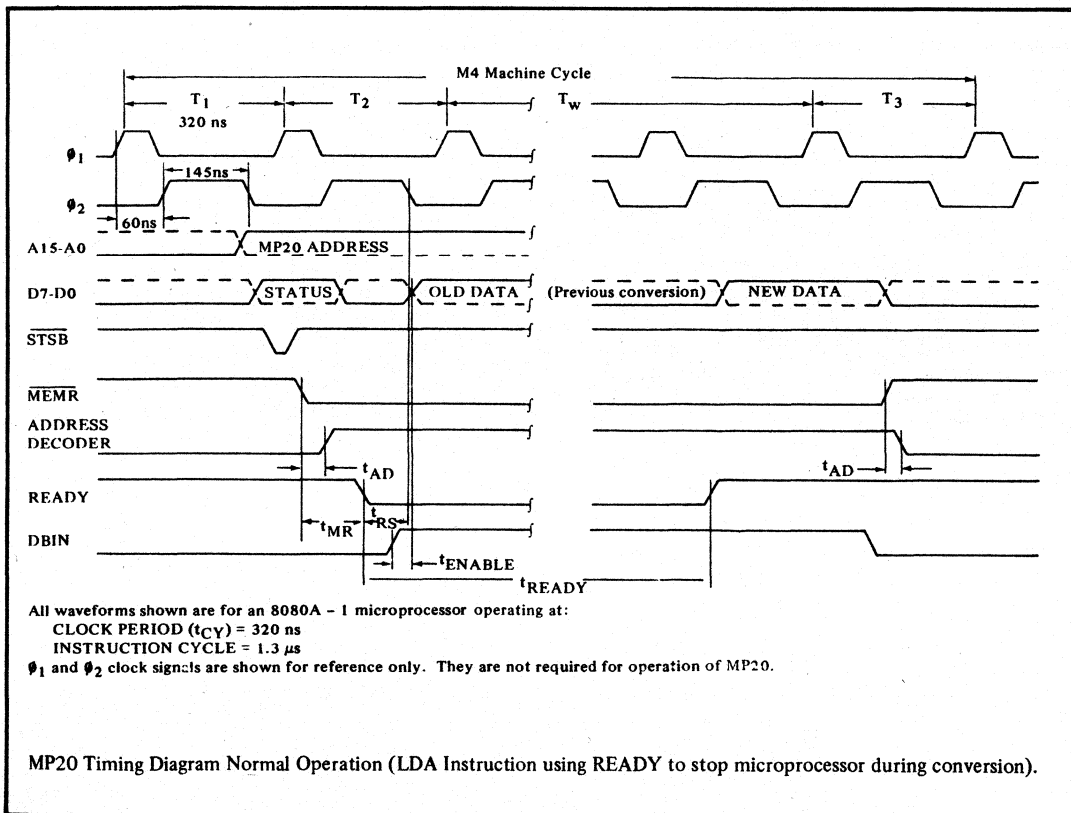 M4 Machine Cycle
T1 T2 Tw T3
320 ns
ϕ1
145ns
ϕ2
60ns
A15-A0 MP20 ADDRESS
D7-D0 STATUS OLD DATA (Previous conversion) NEW DATA
STSB
MEMR
ADDRESS
DECODER
tAD tAD
READY
tMR tRS
DBIN
tENABLE
tREADY
All waveforms shown are for an 8080A - 1 microprocessor operating at:
CLOCK PERIOD (tCY) = 320 ns
INSTRUCTION CYCLE = 1.3 μs
ϕ1 and ϕ2 clock signals are shown for reference only. They are not required for operation of MP20.
MP20 Timing Diagram Normal Operation (LDA Instruction using READY to stop microprocessor during conversion).